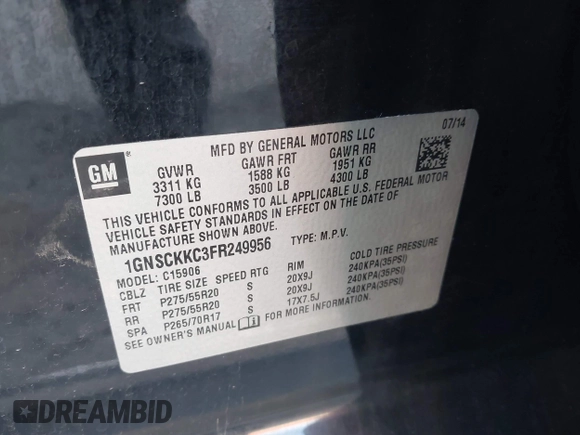 GM
MFD BY GENERAL MOTORS LLC
07/14
GVWR GAWR FRT GAWR RR
3311 KG 1588 KG 1951 KG
7300 LB 3500 LB 4300 LB
THIS VEHICLE CONFORMS TO ALL APPLICABLE U.S. FEDERAL MOTOR
VEHICLE SAFETY STANDARDS IN EFFECT ON THE DATE OF
MANUFACTURE SHOWN ABOVE.
1GNSCKKC3FR249956 TYPE: M.P.V.
MODEL: C15906
CBLZ TIRE SIZE SPEED RTG RIM COLD TIRE PRESSURE
FRT P275/55R20 S 20X9J 240KPA(35PSI)
RR P275/55R20 S 20X9J 240KPA(35PSI)
SPA P265/70R17 S 17X7.5J 240KPA(35PSI)
SEE OWNER'S MANUAL FOR MORE INFORMATION.
DREAMBID